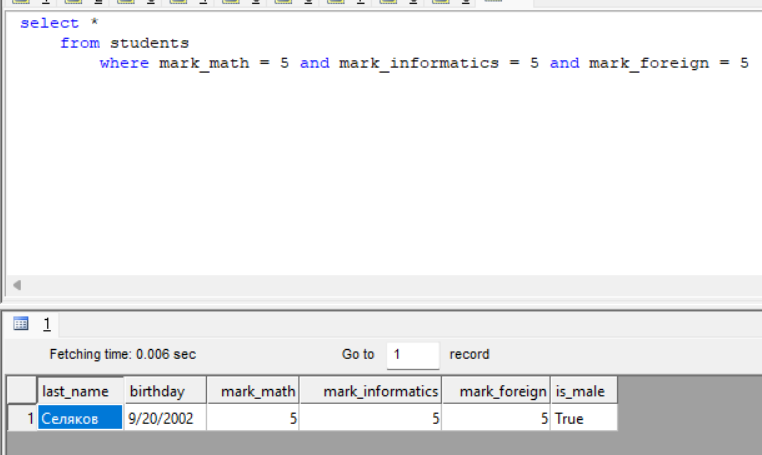 select *
from students
where mark_math = 5 and mark_informatics = 5 and mark_foreign = 5
1
Fetching time: 0.006 sec Go to 1 record
last_name birthday mark_math mark_informatics mark_foreign is_male
1 Селяков 9/20/2002 5 5 5 True